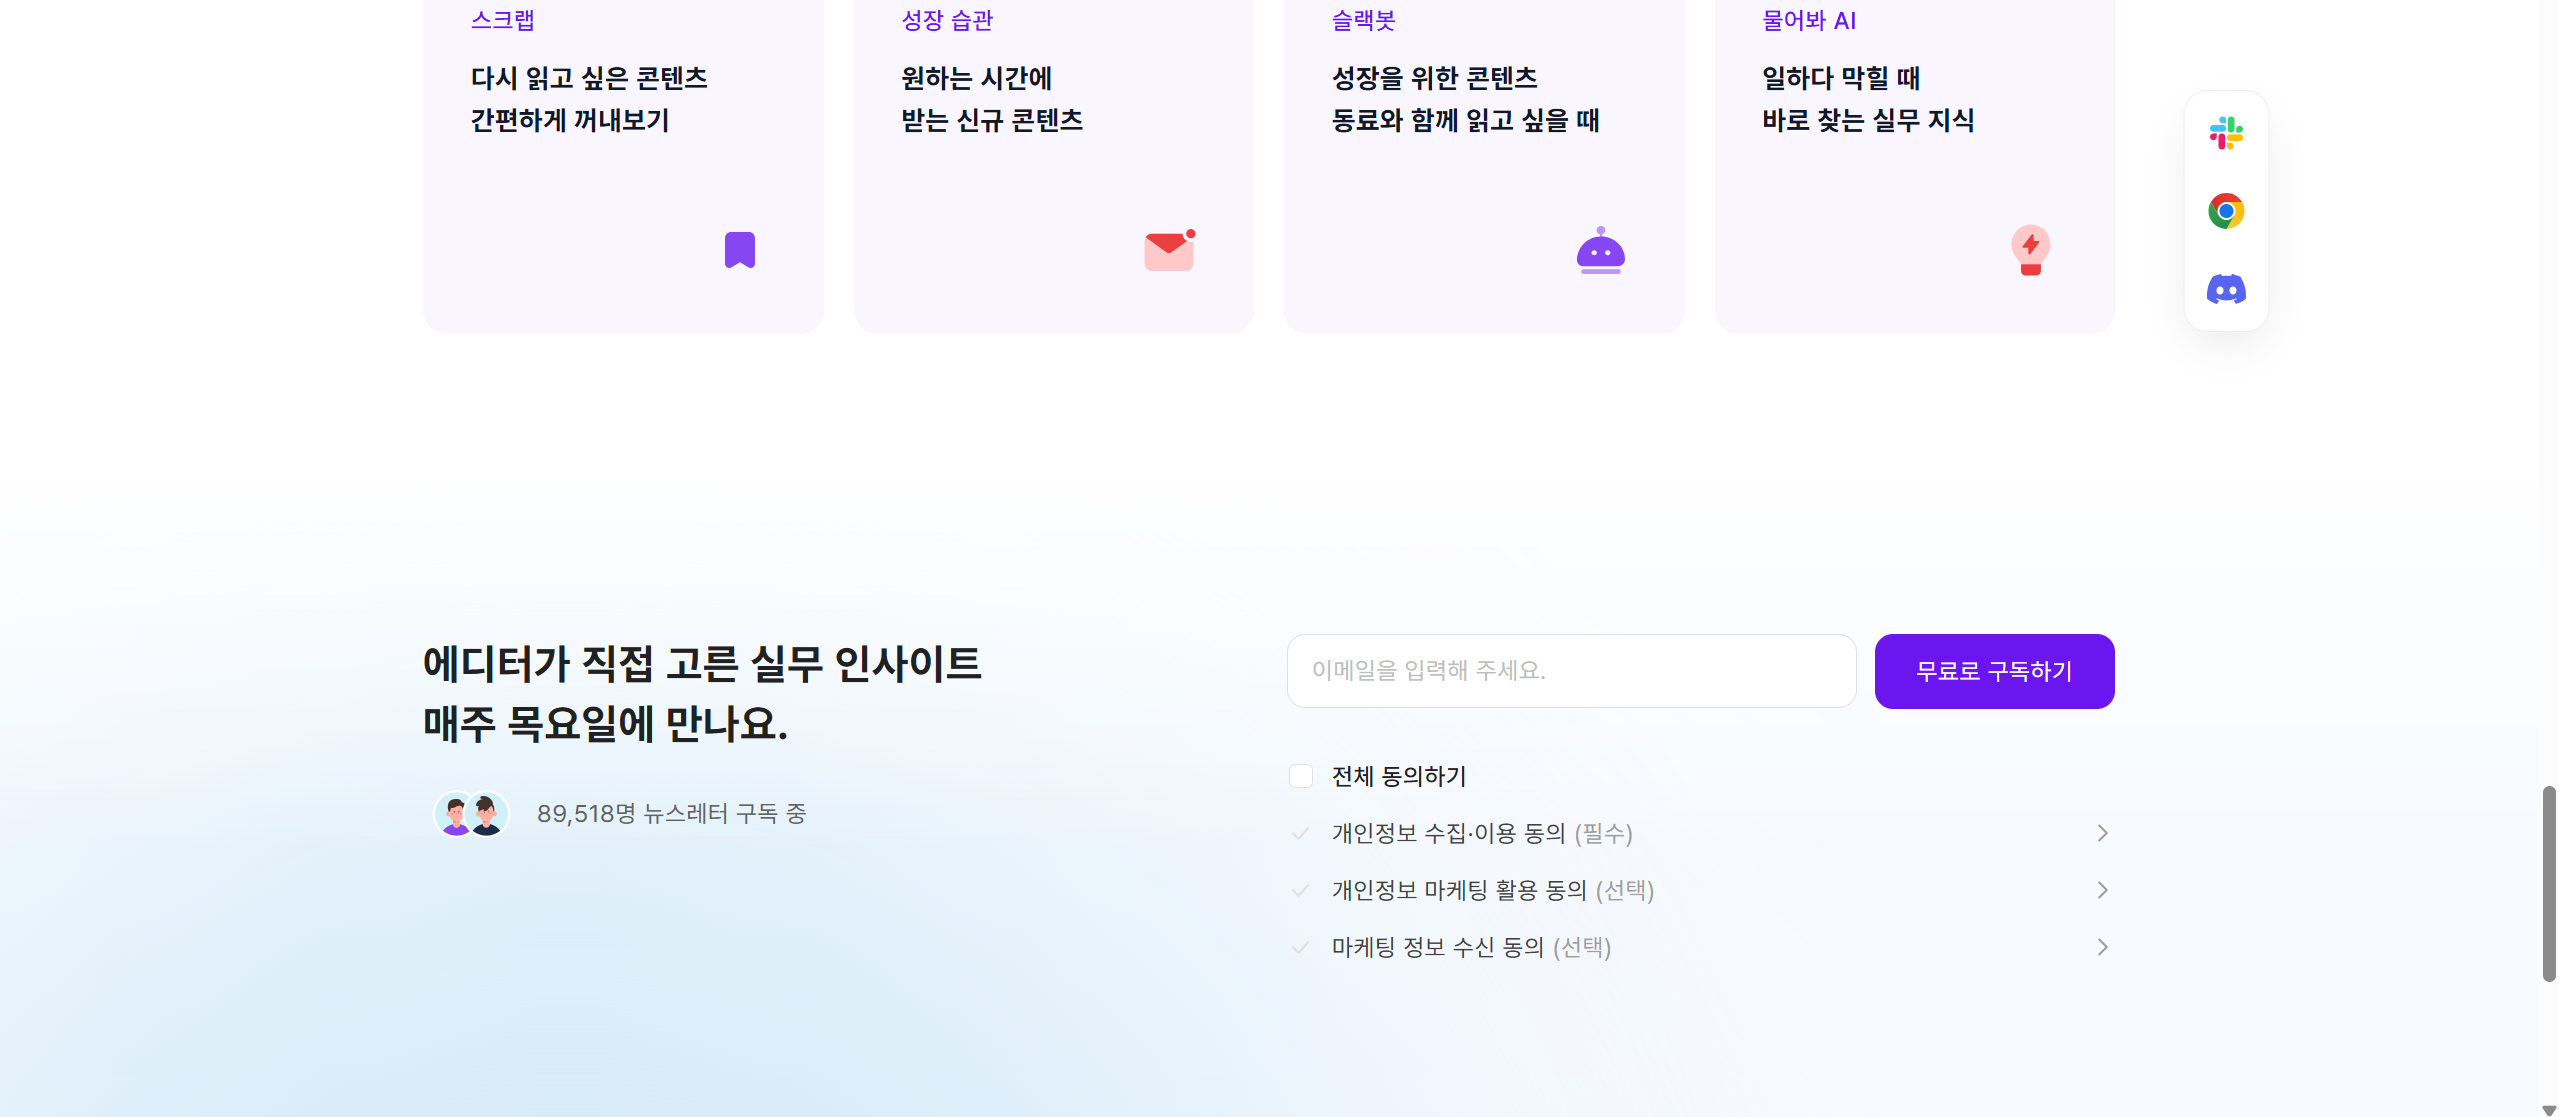 스크랩
다시 읽고 싶은 콘텐츠
간편하게 꺼내보기
성장 습관
원하는 시간에
받는 신규 콘텐츠
슬랙봇
성장을 위한 콘텐츠
동료와 함께 읽고 싶을 때
물어봐 AI
일하다 막힐 때
바로 찾는 실무 지식
에디터가 직접 고른 실무 인사이트
매주 목요일에 만나요.
89,518명 뉴스레터 구독 중
이메일을 입력해 주세요.
무료로 구독하기
전체 동의하기
개인정보 수집·이용 동의 (필수)
개인정보 마케팅 활용 동의 (선택)
마케팅 정보 수신 동의 (선택)